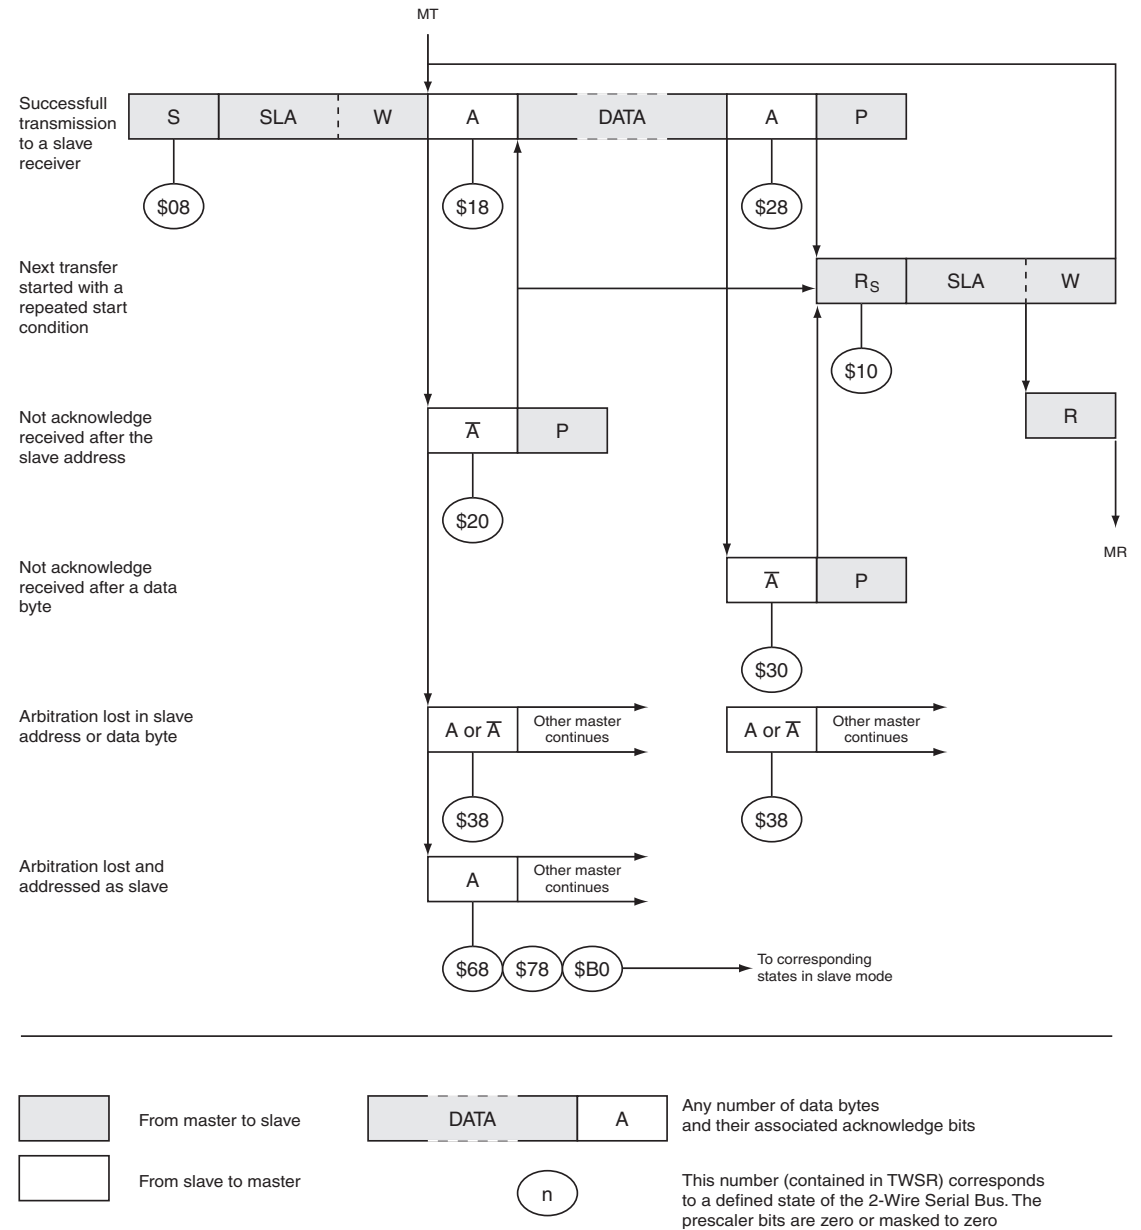 MT
Successfull
transmission
to a slave
receiver
S SLA W A DATA A P
$08 $18 $28
Next transfer
started with a
repeated start
condition
RS SLA W
$10
Not acknowledge
received after the
slave address
A̅ P
R
$20
MR
Not acknowledge
received after a data
byte
A̅ P
$30
Arbitration lost in slave
address or data byte
A or A̅ Other master
continues
A or A̅ Other master
continues
$38 $38
Arbitration lost and
addressed as slave
A Other master
continues
$68 $78 $B0
To corresponding
states in slave mode
From master to slave
DATA A
Any number of data bytes
and their associated acknowledge bits
From slave to master
n
This number (contained in TWSR) corresponds
to a defined state of the 2-Wire Serial Bus. The
prescaler bits are zero or masked to zero